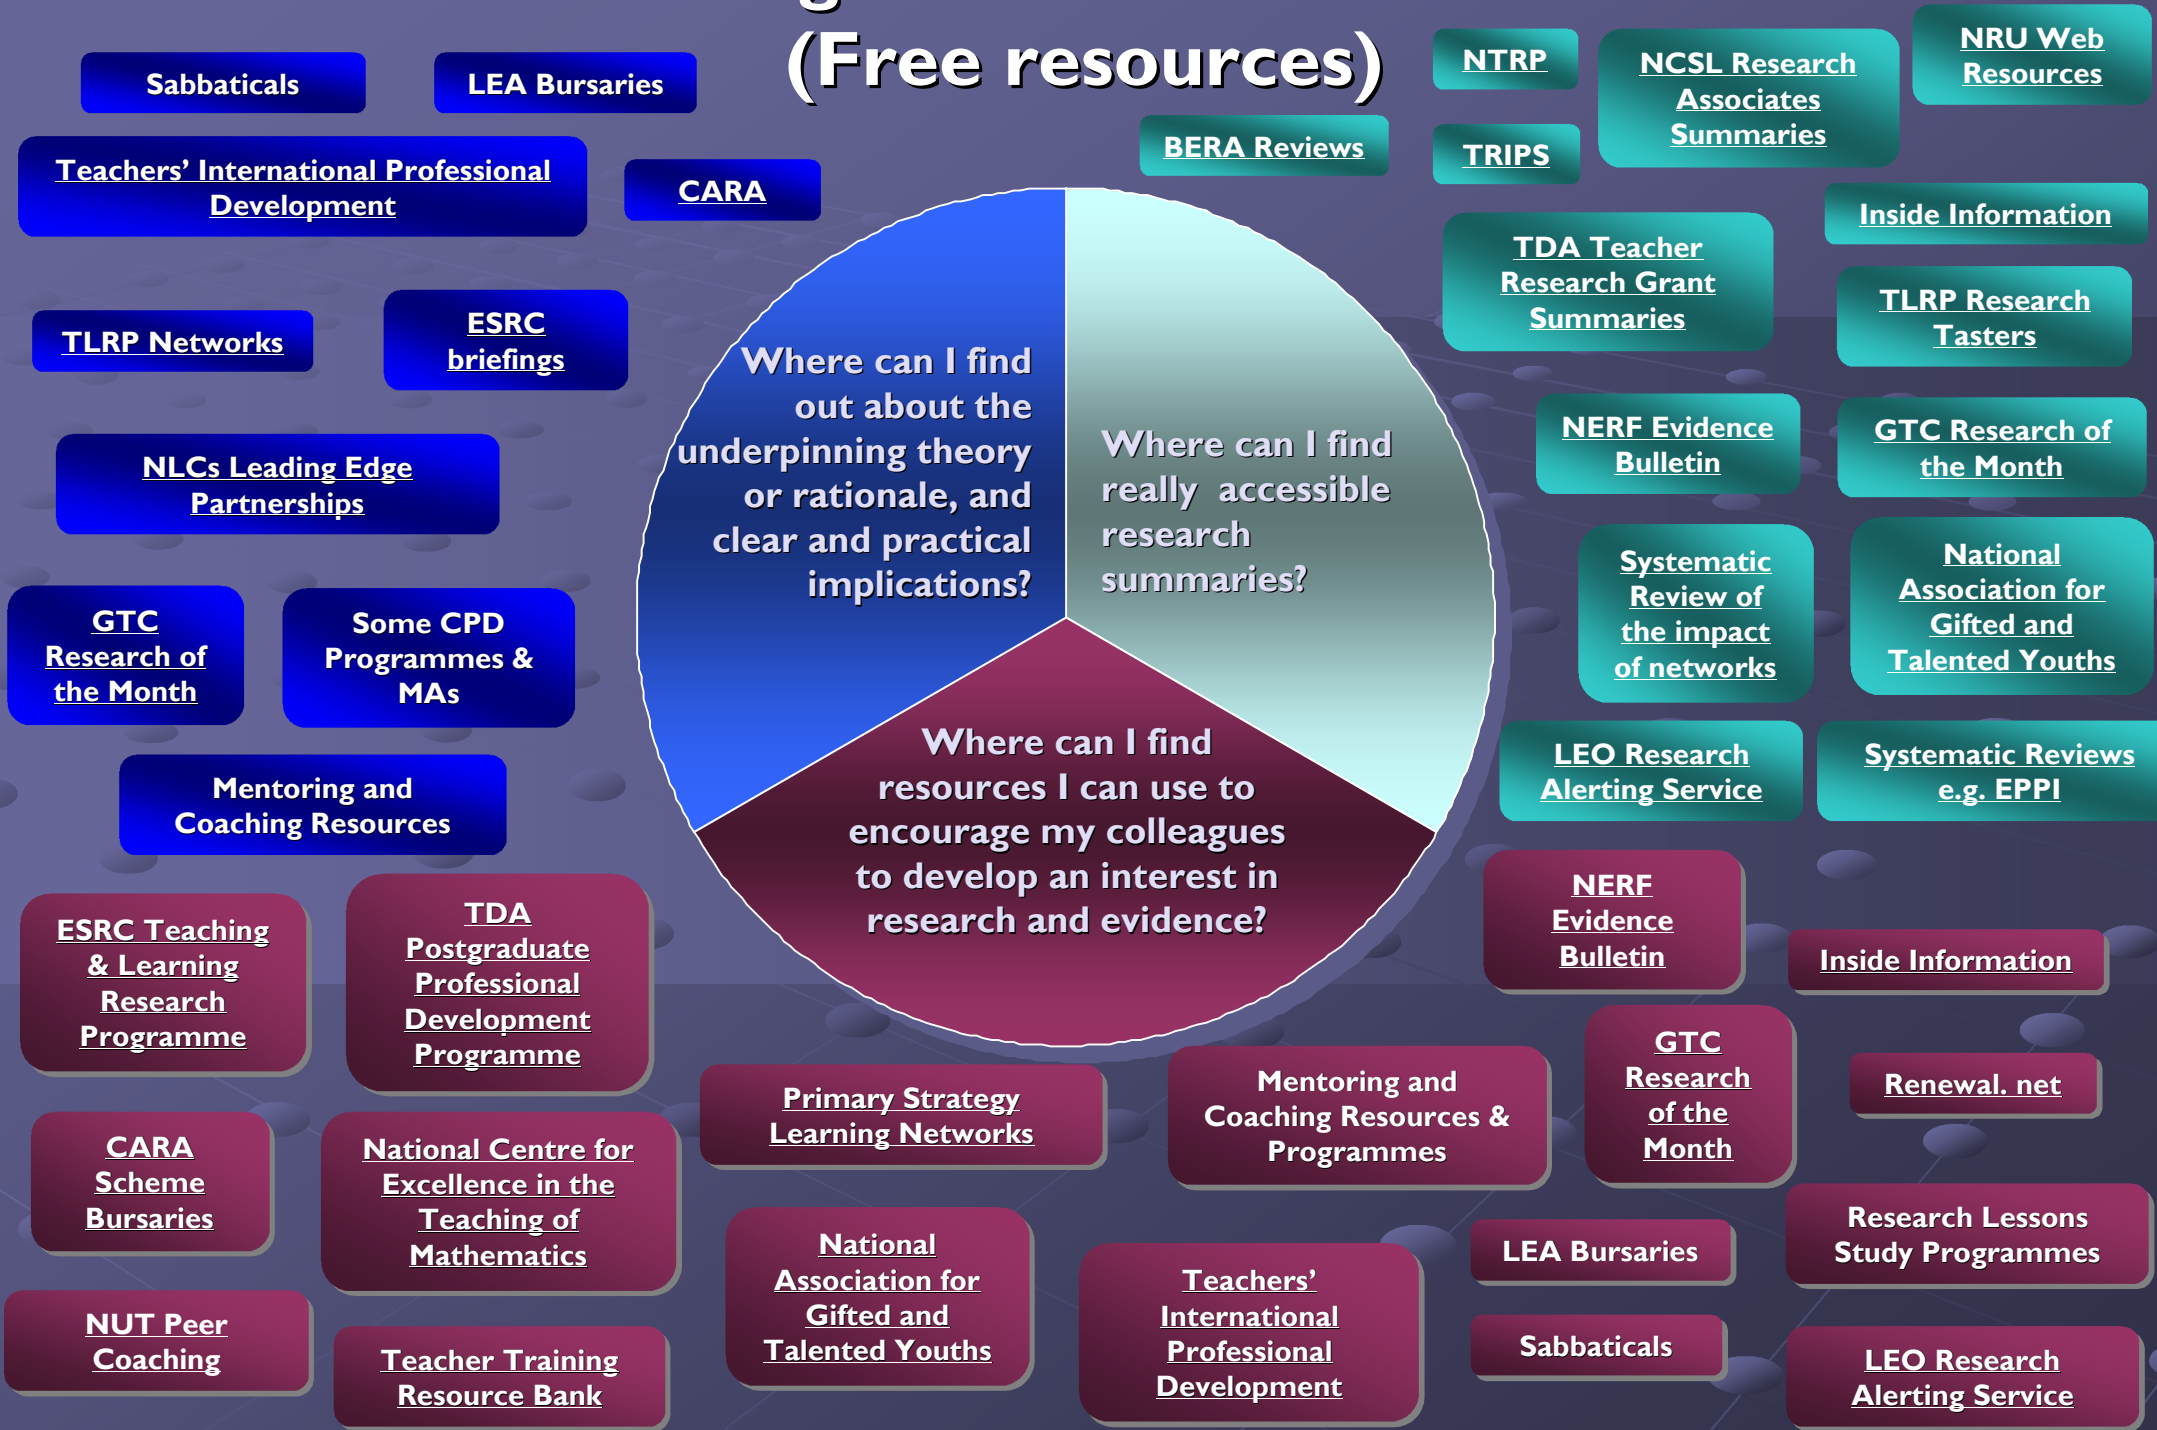 (Free resources)
Sabbaticals
LEA Bursaries
Teachers’ International Professional
Development
CARA
TLRP Networks
ESRC
briefings
NLCs Leading Edge
Partnerships
GTC
Research of
the Month
Some CPD
Programmes &
MAs
Mentoring and
Coaching Resources
Where can I find
out about the
underpinning theory
or rationale, and
clear and practical
implications?
BERA Reviews
NTRP
TRIPS
NCSL Research
Associates
Summaries
NRU Web
Resources
TDA Teacher
Research Grant
Summaries
Inside Information
TLRP Research
Tasters
NERF Evidence
Bulletin
GTC Research of
the Month
Systematic
Review of
the impact
of networks
National
Association for
Gifted and
Talented Youths
LEO Research
Alerting Service
Systematic Reviews
e.g. EPPI
Where can I find
really  accessible
research
summaries?
Where can I find
resources I can use to
encourage my colleagues
to develop an interest in
research and evidence?
ESRC Teaching
& Learning
Research
Programme
TDA
Postgraduate
Professional
Development
Programme
CARA
Scheme
Bursaries
National Centre for
Excellence in the
Teaching of
Mathematics
NUT Peer
Coaching
Teacher Training
Resource Bank
Primary Strategy
Learning Networks
National
Association for
Gifted and
Talented Youths
Mentoring and
Coaching Resources &
Programmes
Teachers’
International
Professional
Development
NERF
Evidence
Bulletin
Inside Information
GTC
Research
of the
Month
Renewal. net
LEA Bursaries
Sabbaticals
Research Lessons
Study Programmes
LEO Research
Alerting Service